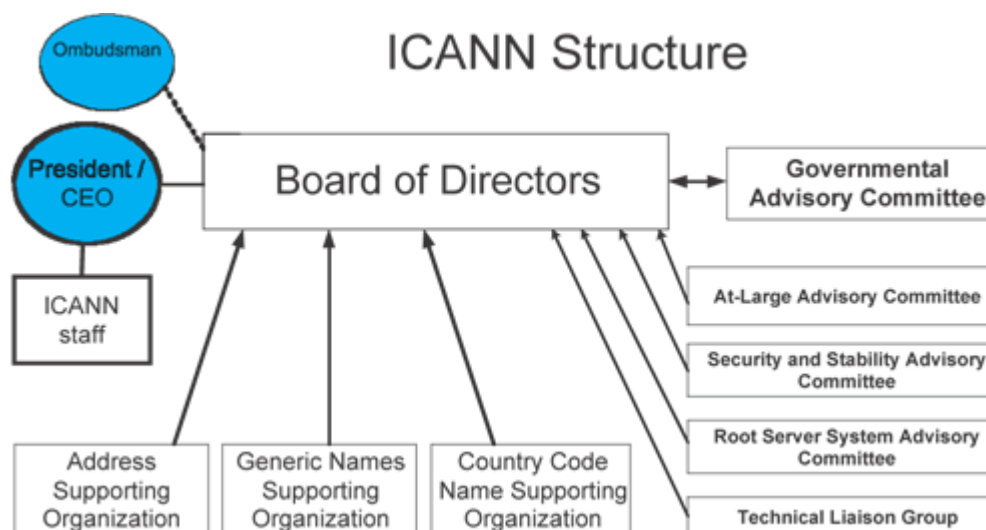 Ombudsman
ICANN Structure
President /
CEO
Board of Directors
Governmental
Advisory Committee
ICANN
staff
At-Large Advisory Committee
Security and Stability Advisory
Committee
Root Server System Advisory
Committee
Technical Liaison Group
Address
Supporting
Organization
Generic Names
Supporting
Organization
Country Code
Name Supporting
Organization